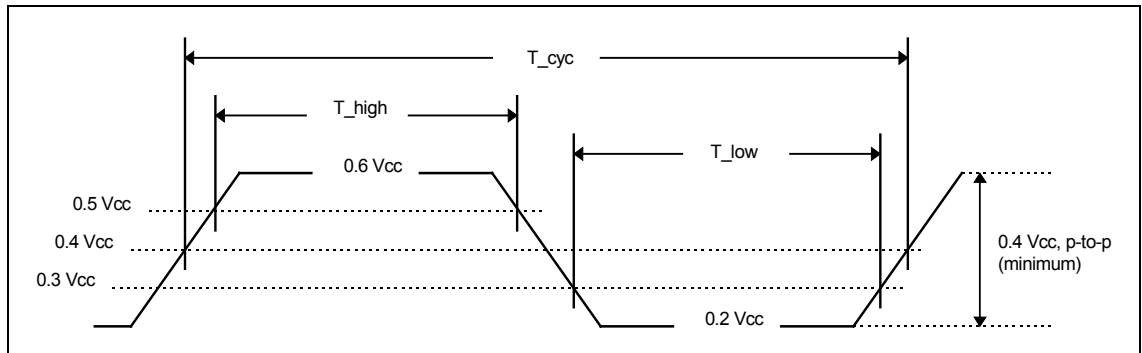 T_cyc
T_high
T_low
0.6 Vcc
0.5 Vcc
0.4 Vcc
0.4 Vcc, p-to-p
(minimum)
0.3 Vcc
0.2 Vcc